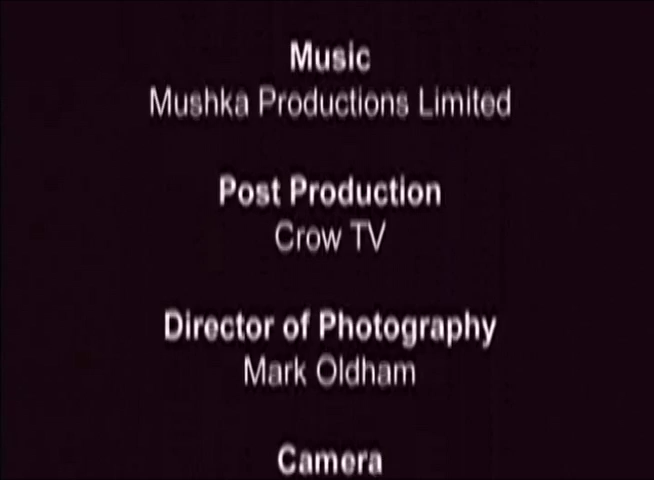 Music
Mushka Productions Limited
Post Production
Crow TV
Director of Photography
Mark Oldham
Camera